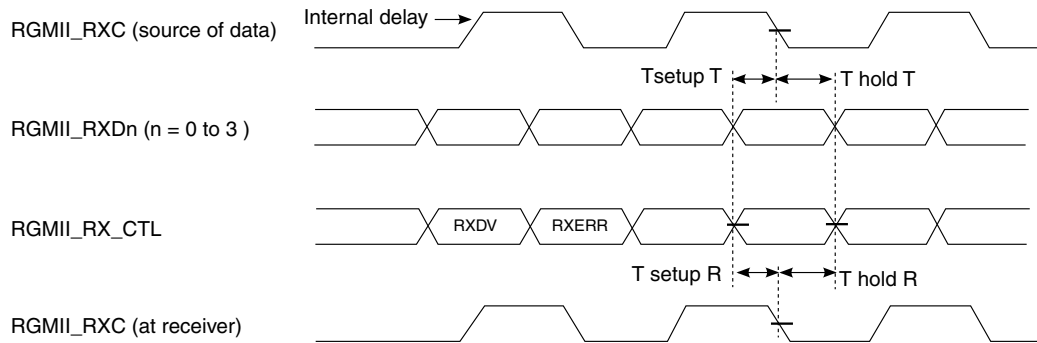 Internal delay
RGMII_RXC (source of data)
Tsetup T
T hold T
RGMII_RXDn (n = 0 to 3 )
RGMII_RX_CTL
RXDV
RXERR
T setup R
T hold R
RGMII_RXC (at receiver)